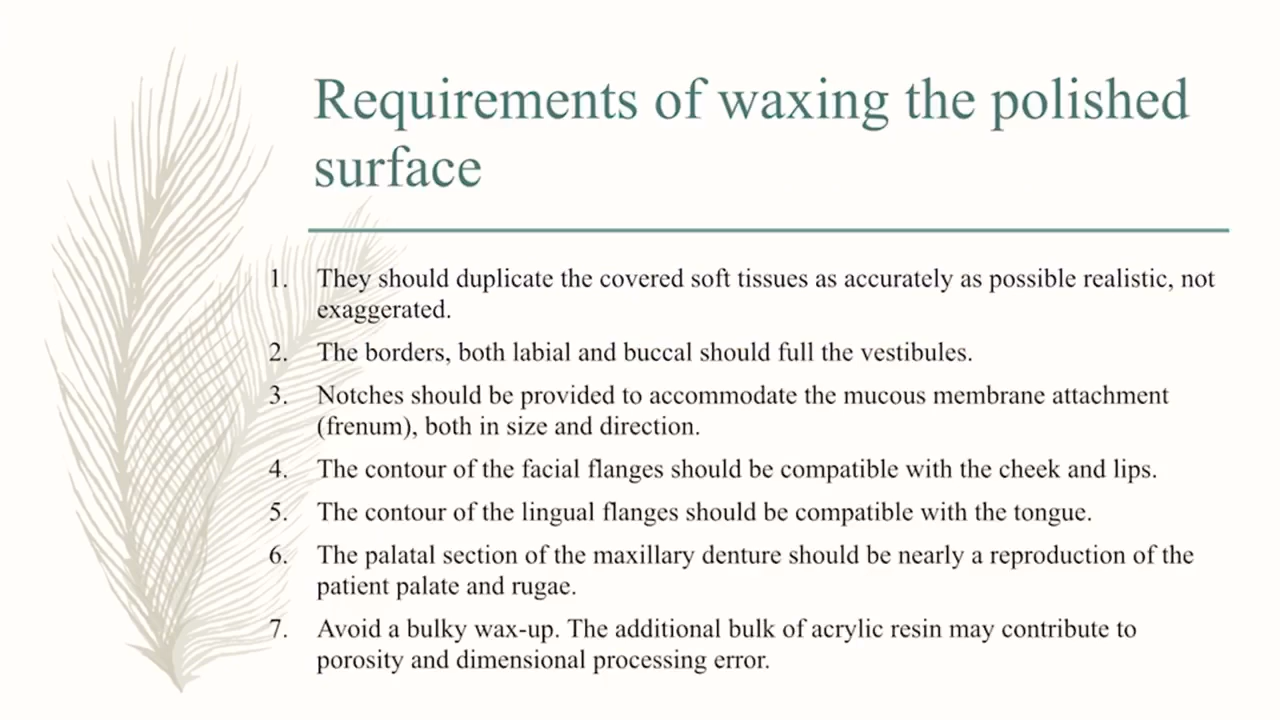 Requirements of waxing the polished
surface
1. They should duplicate the covered soft tissues as accurately as possible realistic, not
exaggerated.
2. The borders, both labial and buccal should full the vestibules.
3. Notches should be provided to accommodate the mucous membrane attachment
(frenum), both in size and direction.
4. The contour of the facial flanges should be compatible with the cheek and lips.
5. The contour of the lingual flanges should be compatible with the tongue.
6. The palatal section of the maxillary denture should be nearly a reproduction of the
patient palate and rugae.
7. Avoid a bulky wax-up. The additional bulk of acrylic resin may contribute to
porosity and dimensional processing error.